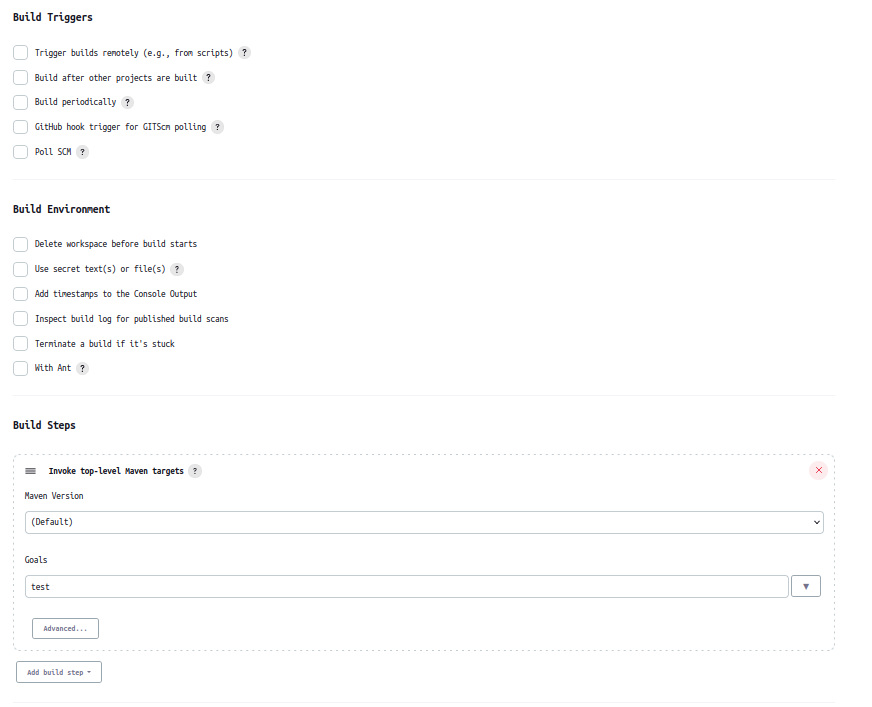 Build Triggers
Trigger builds remotely (e.g., from scripts) ?
Build after other projects are built ?
Build periodically ?
GitHub hook trigger for GITScm polling ?
Poll SCM ?
Build Environment
Delete workspace before build starts
Use secret text(s) or file(s) ?
Add timestamps to the Console Output
Inspect build log for published build scans
Terminate a build if it's stuck
With Ant ?
Build Steps
Invoke top-level Maven targets ?
Maven Version
(Default)
Goals
test
Advanced...
Add build step